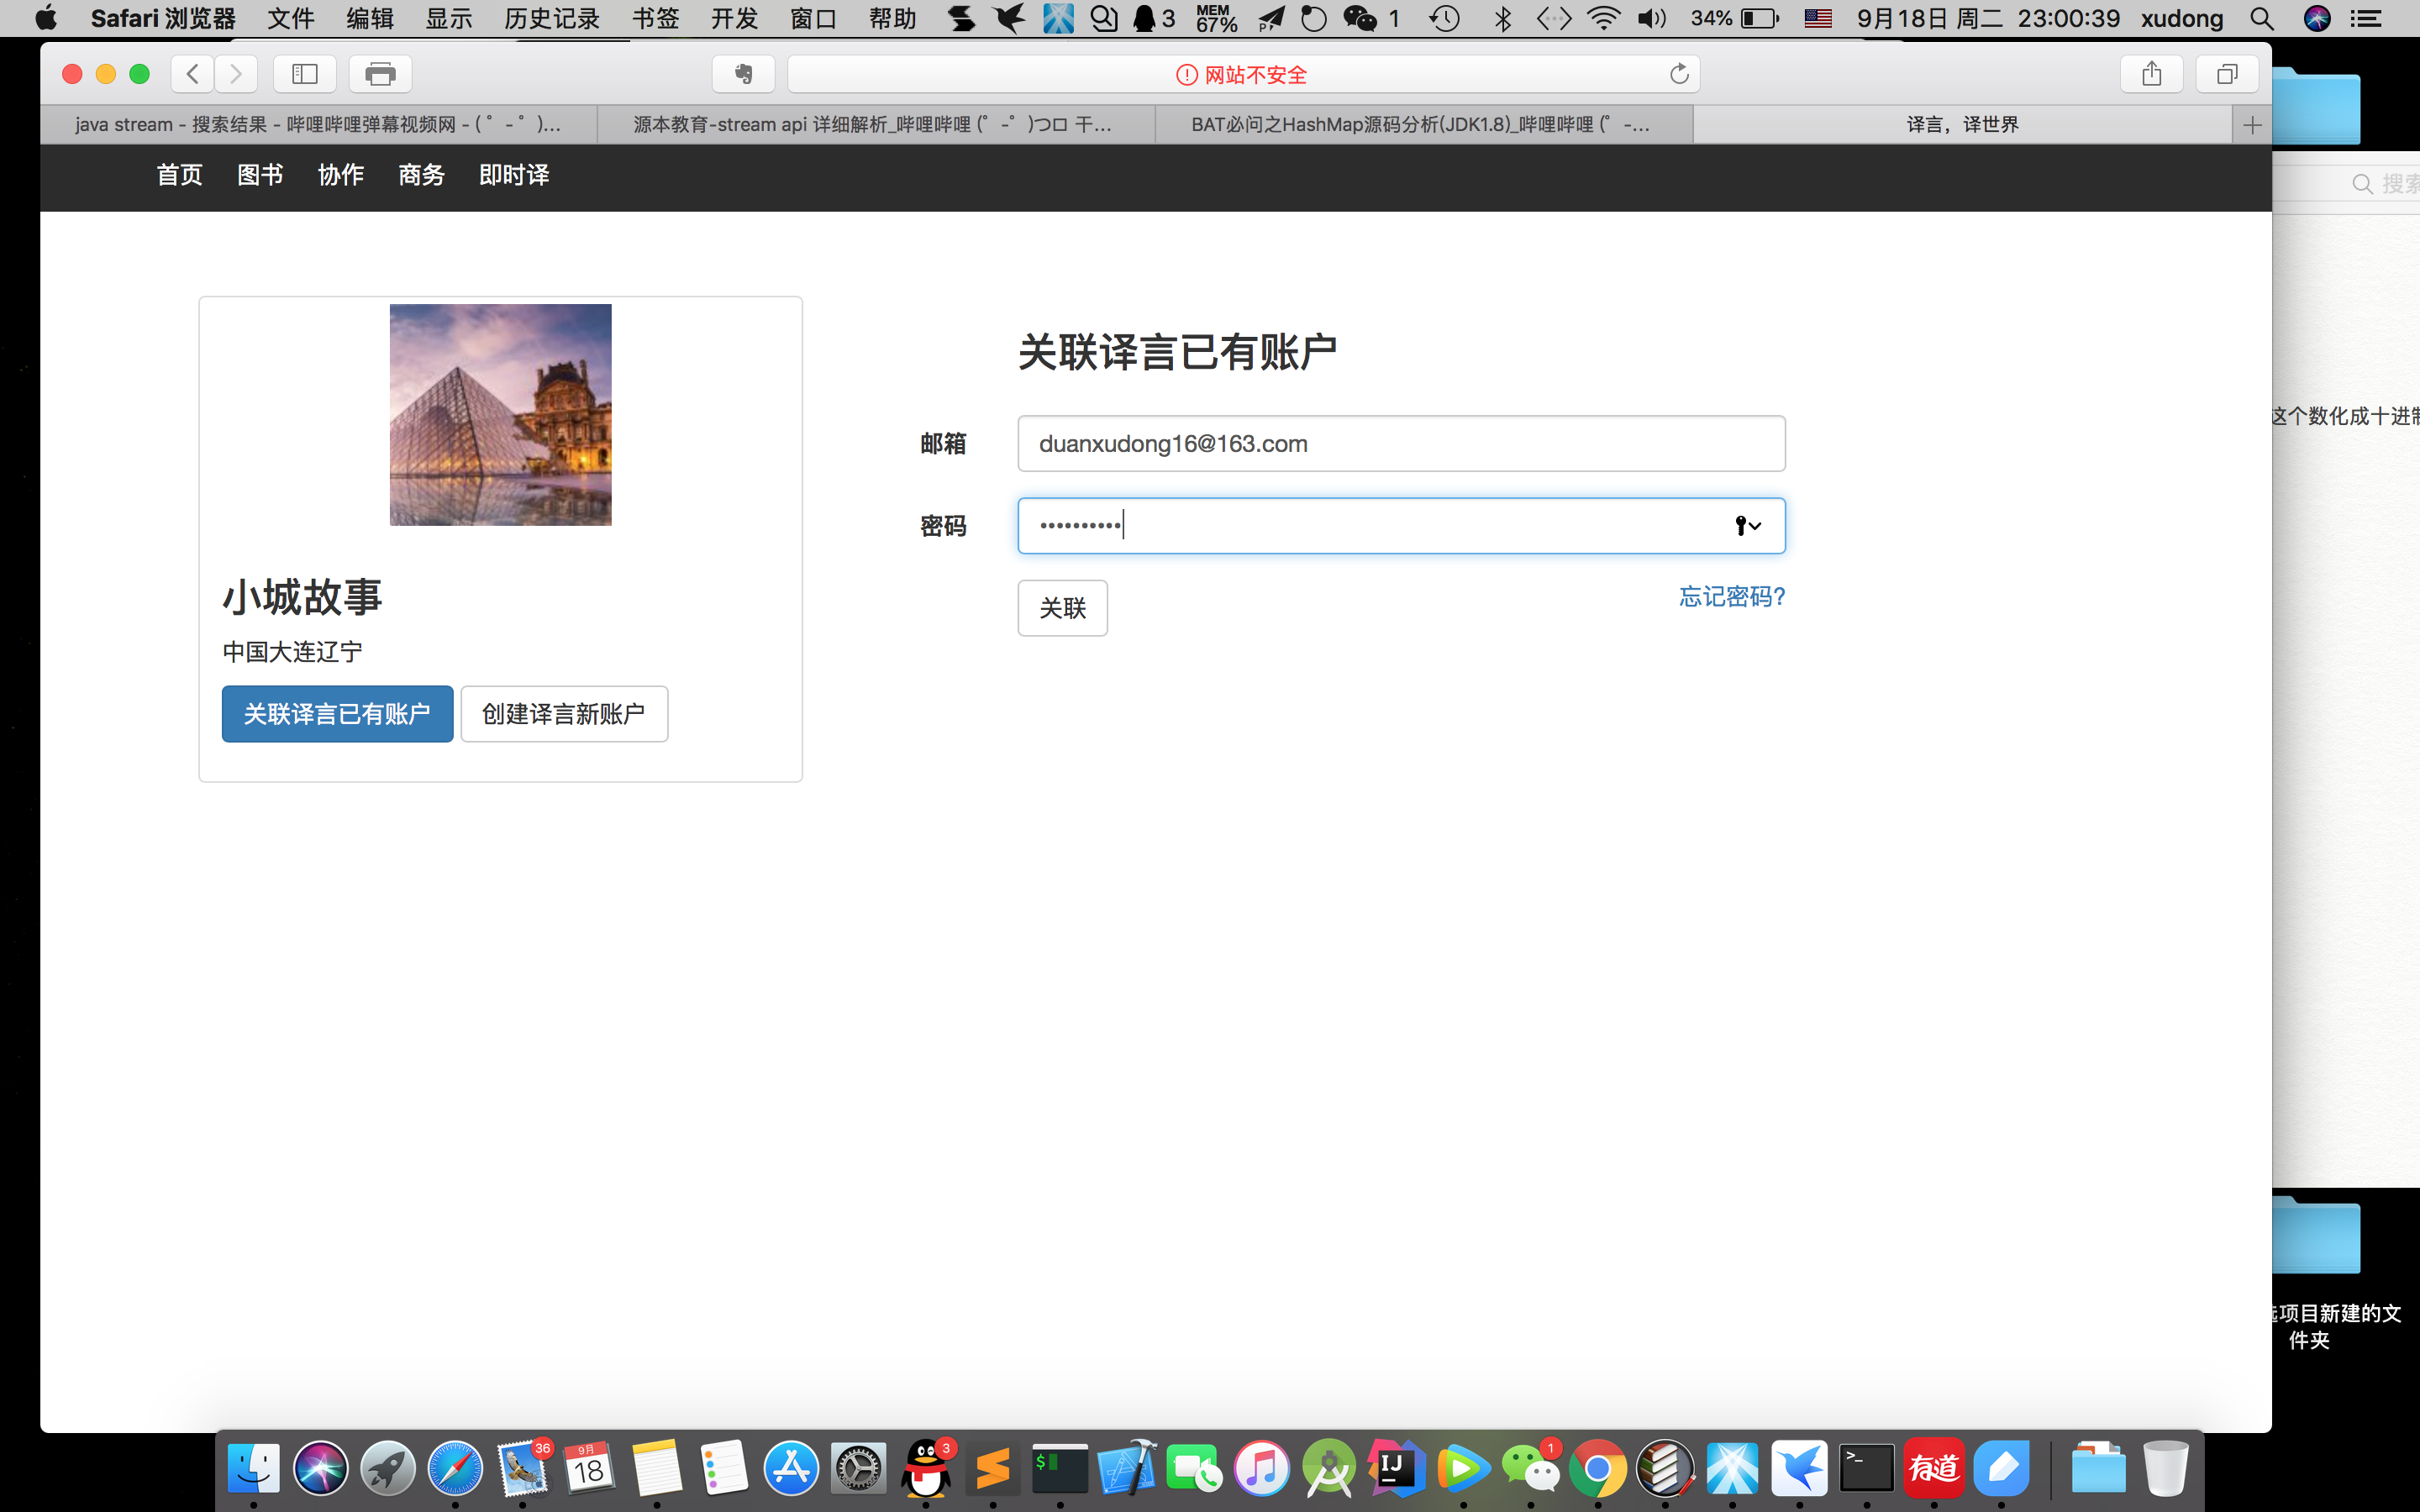 Safari 浏览器 文件 编辑 显示 历史记录 书签 开发 窗口 帮助 3 MEM 67% 1 34% 9月18日 周二 23:00:39 xudong
网站不安全
java stream - 搜索结果 - 哔哩哔哩弹幕视频网 - ( ゜- ゜)...
源本教育-stream api 详细解析_哔哩哔哩 (゜-゜)つロ 干...
BAT必问之HashMap源码分析(JDK1.8)_哔哩哔哩 (゜-...
译言，译世界
首页 图书 协作 商务 即时译
搜索
这个数化成十进制
关联译言已有账户
邮箱 duanxudong16@163.com
密码 ••••••••••
关联 忘记密码?
小城故事
中国大连辽宁
关联译言已有账户 创建译言新账户
选项目新建的文
件夹
36 9月 18 3 $ IJ 1 >_ 有道